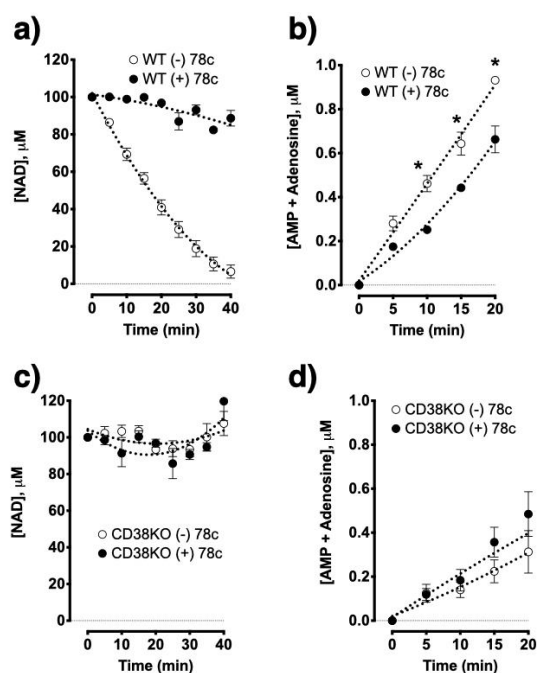 a)
WT (-) 78c
WT (+) 78c
[NAD], μM
120
100
80
60
40
20
0
0 10 20 30 40
Time (min)
b)
WT (-) 78c
WT (+) 78c
[AMP + Adenosine], μM
1.0
0.8
0.6
0.4
0.2
0.0
* * *
0 5 10 15 20
Time (min)
c)
[NAD], μM
120
100
80
60
40
20
0
CD38KO (-) 78c
CD38KO (+) 78c
0 10 20 30 40
Time (min)
d)
CD38KO (-) 78c
CD38KO (+) 78c
[AMP + Adenosine], μM
1.0
0.8
0.6
0.4
0.2
0.0
0 5 10 15 20
Time (min)